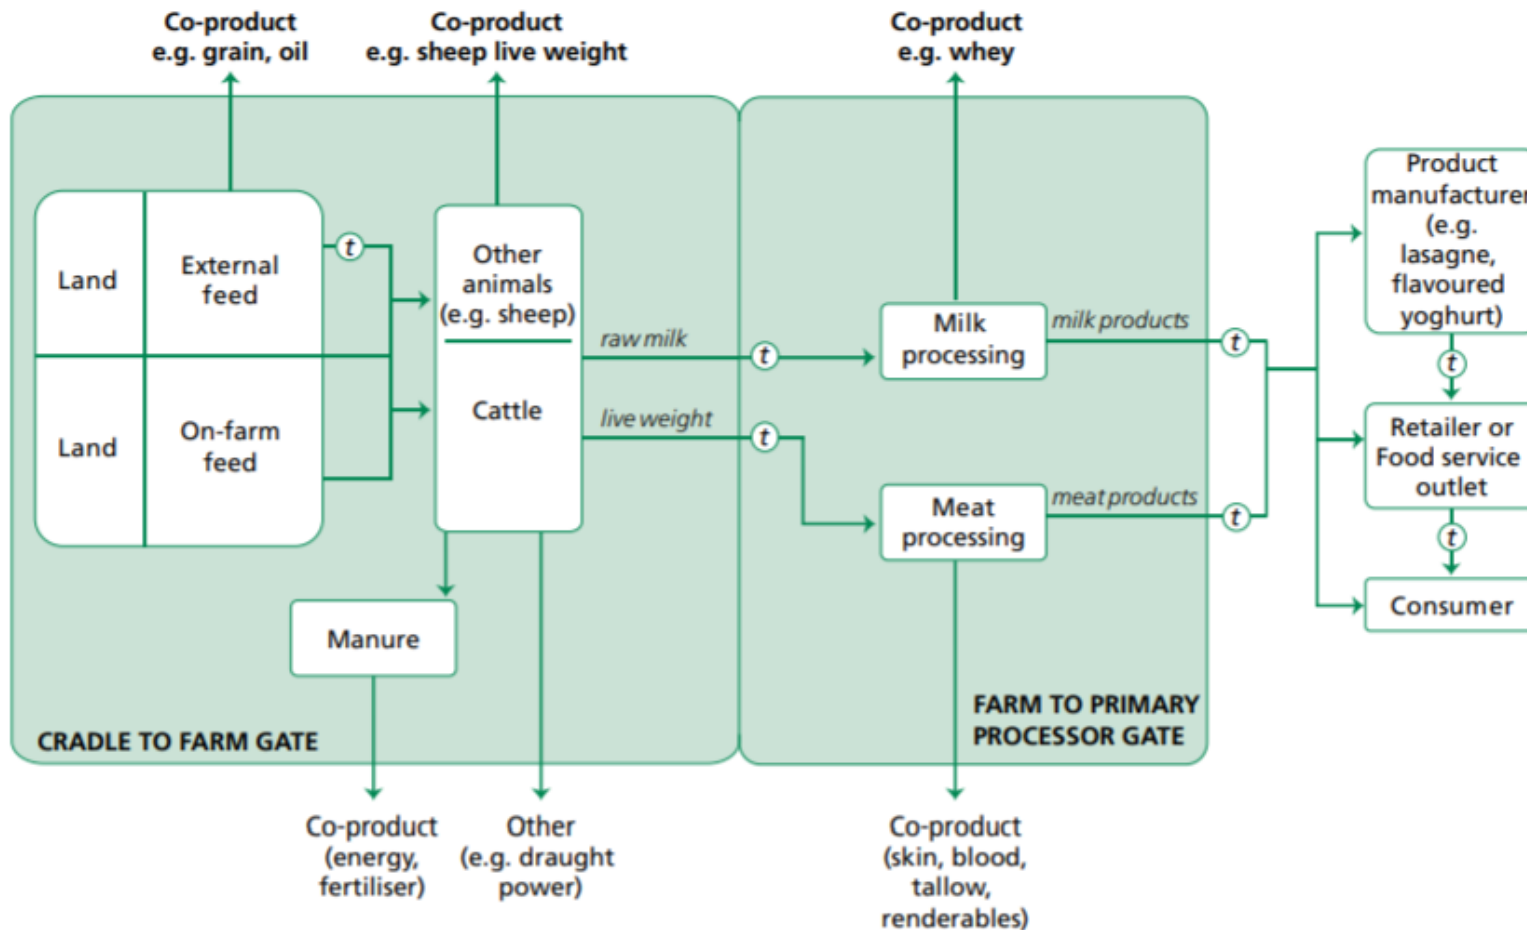 Co-product
e.g. grain, oil
Co-product
e.g. sheep live weight
Co-product
e.g. whey
Land
External
feed
t
Land
On-farm
feed
Other
animals
(e.g. sheep)
Cattle
raw milk
t
live weight
t
Manure
CRADLE TO FARM GATE
Milk
processing
milk products
t
Meat
processing
meat products
t
FARM TO PRIMARY
PROCESSOR GATE
Product
manufacturer
(e.g.
lasagne,
flavoured
yoghurt)
t
Retailer or
Food service
outlet
t
Consumer
Co-product
(energy,
fertiliser)
Other
(e.g. draught
power)
Co-product
(skin, blood,
tallow,
renderables)